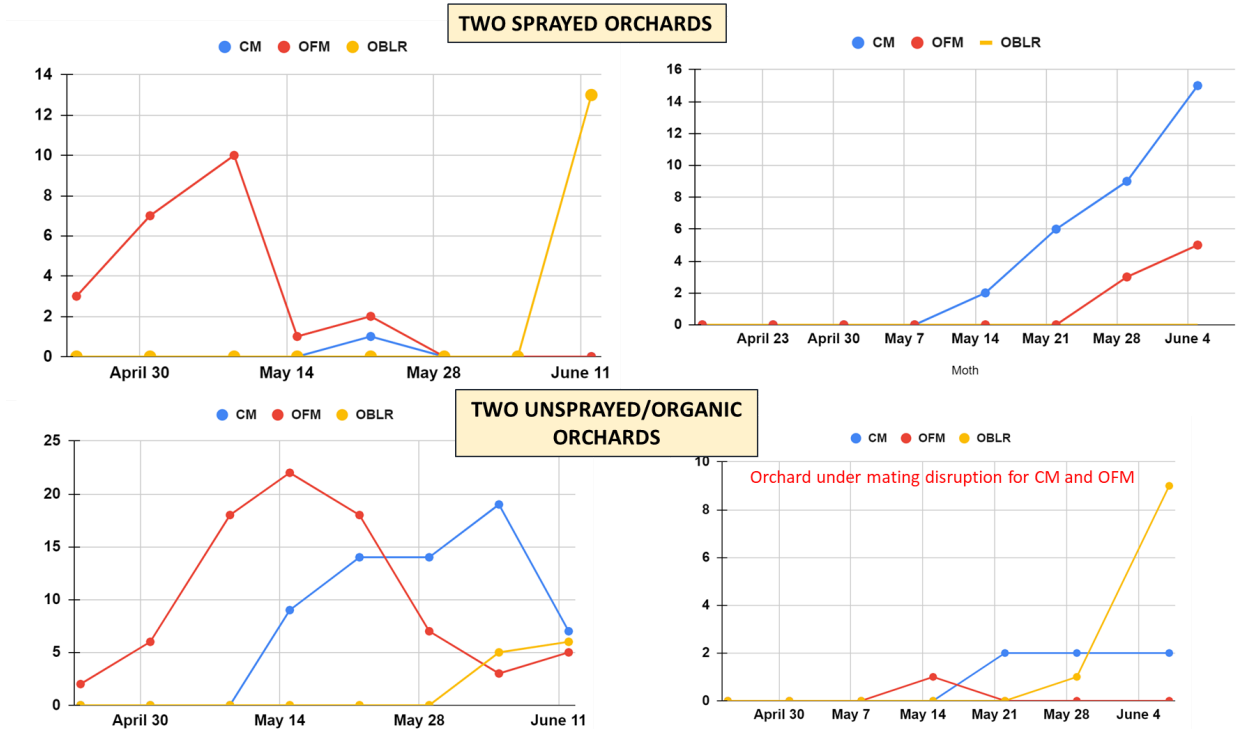 TWO SPRAYED ORCHARDS
CM OFM OBLR
14
12
10
8
6
4
2
0
April 30 May 14 May 28 June 11
CM OFM OBLR
16
14
12
10
8
6
4
2
0
April 23 April 30 May 7 May 14 May 21 May 28 June 4
Moth
TWO UNSPRAYED/ORGANIC
ORCHARDS
CM OFM OBLR
25
20
15
10
5
0
April 30 May 14 May 28 June 11
CM OFM OBLR
Orchard under mating disruption for CM and OFM
10
8
6
4
2
0
April 30 May 7 May 14 May 21 May 28 June 4